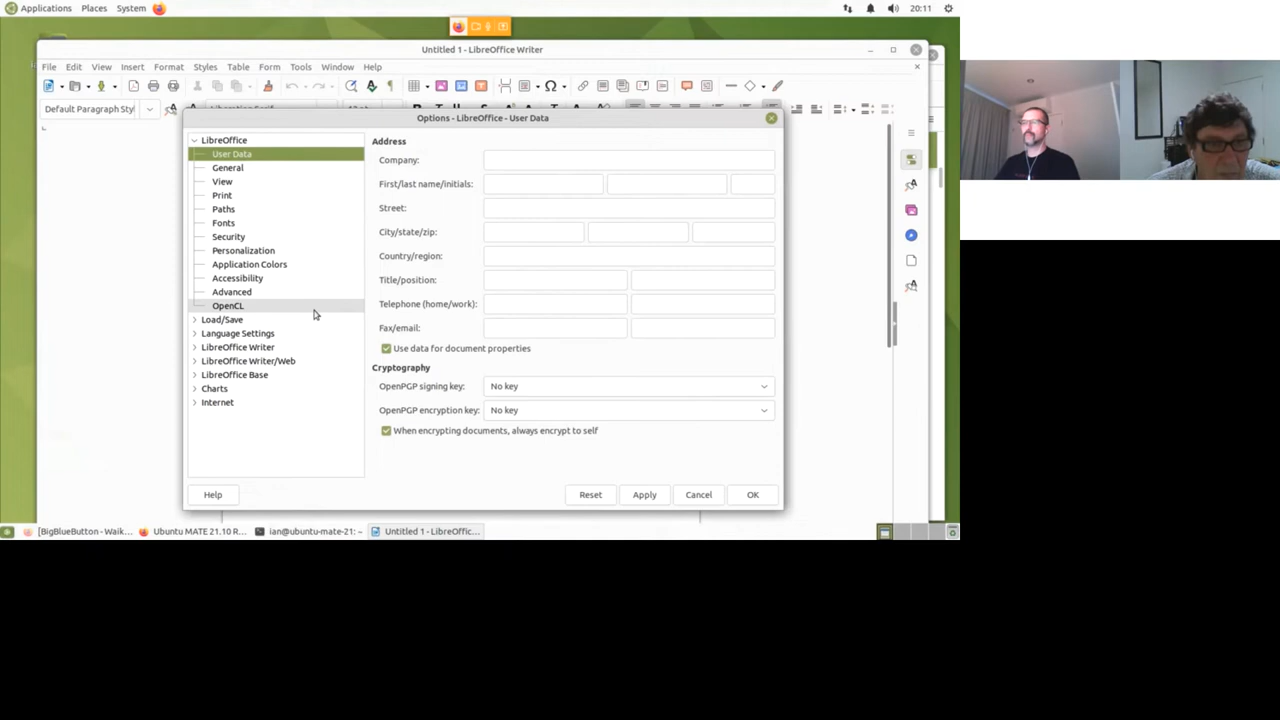 Applications Places System 20:11
Untitled 1 - LibreOffice Writer
File Edit View Insert Format Styles Table Form Tools Window Help
Default Paragraph Styl
Options - LibreOffice - User Data
LibreOffice
User Data
General
View
Print
Paths
Fonts
Security
Personalization
Application Colors
Accessibility
Advanced
OpenCL
Load/Save
Language Settings
LibreOffice Writer
LibreOffice Writer/Web
LibreOffice Base
Charts
Internet
Address
Company:
First/last name/initials:
Street:
City/state/zip:
Country/region:
Title/position:
Telephone (home/work):
Fax/email:
Use data for document properties
Cryptography
OpenPGP signing key: No key
OpenPGP encryption key: No key
When encrypting documents, always encrypt to self
Help Reset Apply Cancel OK
[BigBlueButton - Waik... Ubuntu MATE 21.10 R... ian@ubuntu-mate-21: ~ Untitled 1 - LibreOffic...